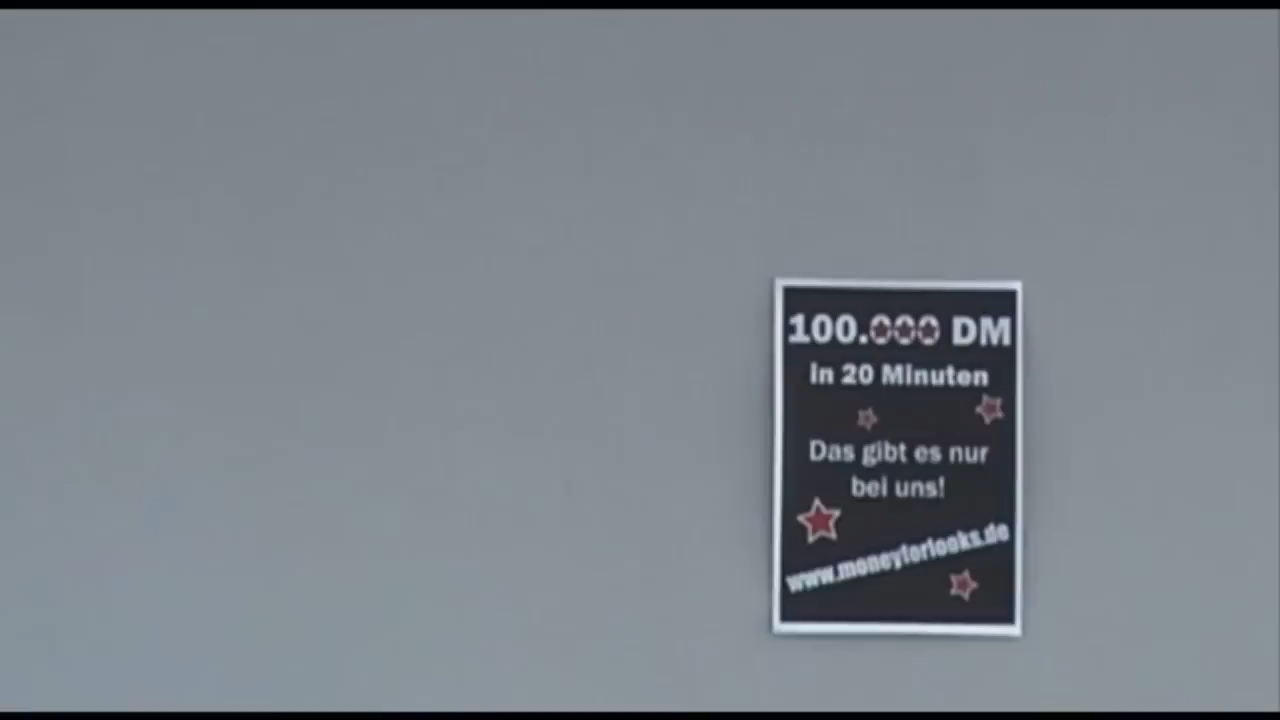 100.000 DM
in 20 Minuten
Das gibt es nur
bei uns!
www.moneyforlooks.de